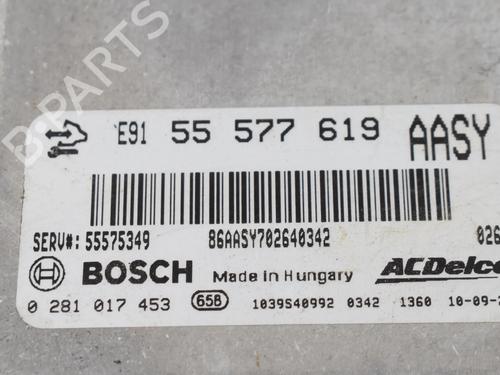 E91 55 577 619 AASY
SERV#: 55575349 86AASY702640342 026
BOSCH Made in Hungary ACDelco
0 281 017 453 658 1039S40992 0342 1360 10-09-
B-PARTS